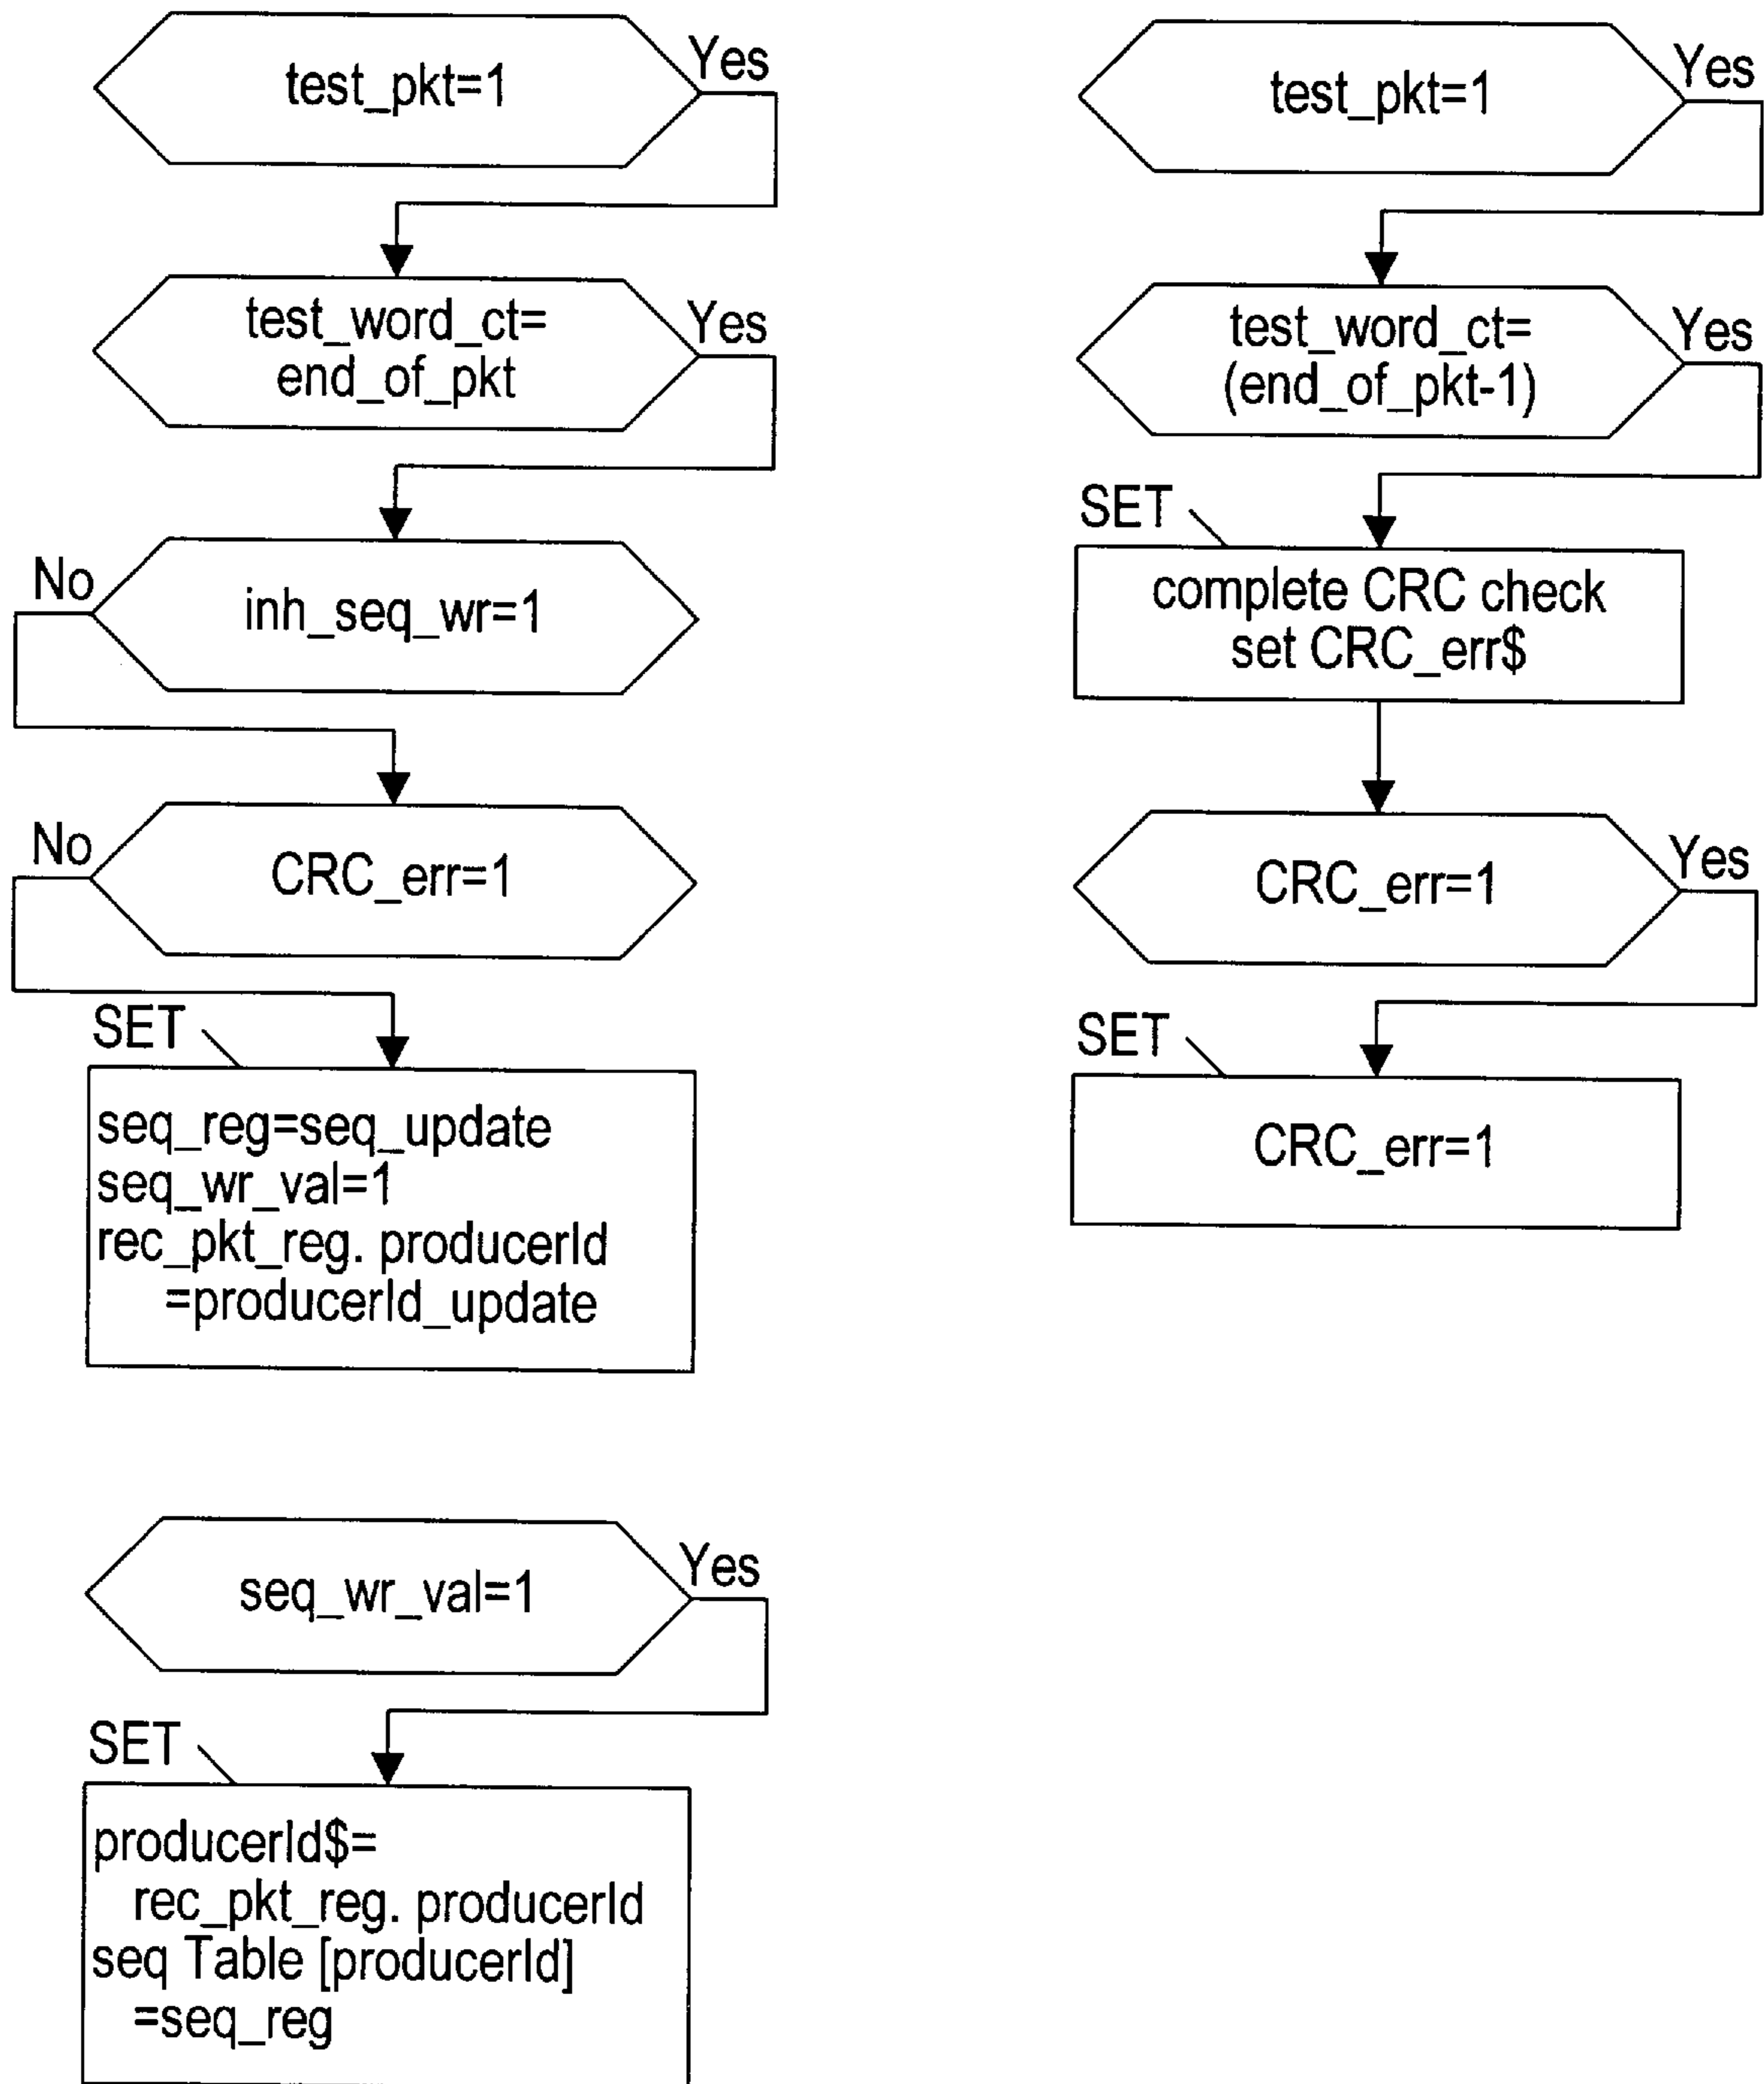 test_pkt=1
Yes
test_word_ct=
end_of_pkt
Yes
No
inh_seq_wr=1
No
CRC_err=1
SET
seq_reg=seq_update
seq_wr_val=1
rec_pkt_reg. producerId
=producerId_update
seq_wr_val=1
Yes
SET
producerId$=
rec_pkt_reg. producerId
seq Table [producerId]
=seq_reg
test_pkt=1
Yes
test_word_ct=
(end_of_pkt-1)
Yes
SET
complete CRC check
set CRC_err$
CRC_err=1
Yes
SET
CRC_err=1